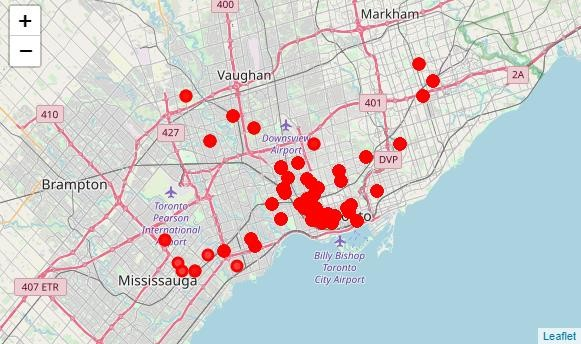 +
−
400
Markham
Vaughan
2A
401
410
427
Downsview
Airport
DVP
Brampton
Toronto
Pearson
International
Airport
Billy Bishop
Toronto
City Airport
Mississauga
407 ETR
Leaflet